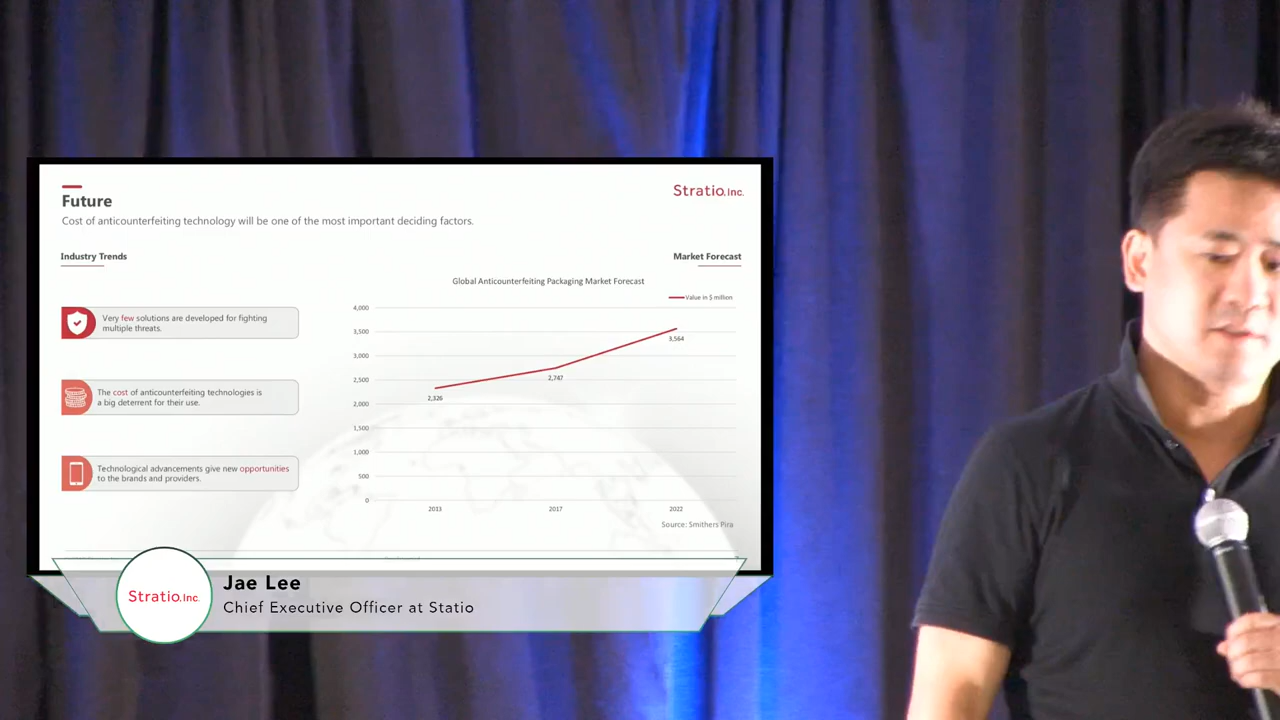 Future
Stratio, Inc.
Cost of anticounterfeiting technology will be one of the most important deciding factors.
Industry Trends
Market Forecast
Very few solutions are developed for fighting
multiple threats.
The cost of anticounterfeiting technologies is
a big deterrent for their use.
Technological advancements give new opportunities
to the brands and providers.
Global Anticounterfeiting Packaging Market Forecast
Value in $ million
4,000
3,500
3,000
2,500
2,000
1,500
1,000
500
0
2,326
2,747
3,564
2013
2017
2022
Source: Smithers Pira
Stratio, Inc.
Jae Lee
Chief Executive Officer at Statio